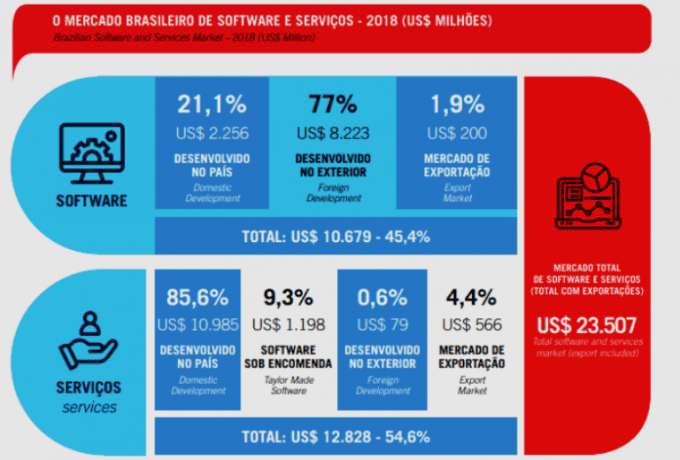 O MERCADO BRASILEIRO DE SOFTWARE E SERVIÇOS - 2018 (US$ MILHÕES)
Brazilian Software and Services Market - 2018 (US$ Million)
SOFTWARE
21,1%
US$ 2.256
DESENVOLVIDO
NO PAÍS
Domestic
Development
77%
US$ 8.223
DESENVOLVIDO
NO EXTERIOR
Foreign
Development
1,9%
US$ 200
MERCADO DE
EXPORTAÇÃO
Export
Market
TOTAL: US$ 10.679 - 45,4%
SERVIÇOS
services
85,6%
US$ 10.985
DESENVOLVIDO
NO PAÍS
Domestic
Development
9,3%
US$ 1.198
SOFTWARE
SOB ENCOMENDA
Taylor Made
Software
0,6%
US$ 79
DESENVOLVIDO
NO EXTERIOR
Foreign
Development
4,4%
US$ 566
MERCADO DE
EXPORTAÇÃO
Export
Market
TOTAL: US$ 12.828 - 54,6%
MERCADO TOTAL
DE SOFTWARE E SERVIÇOS
(TOTAL COM EXPORTAÇÕES)
US$ 23.507
Total software and services
market (export included)